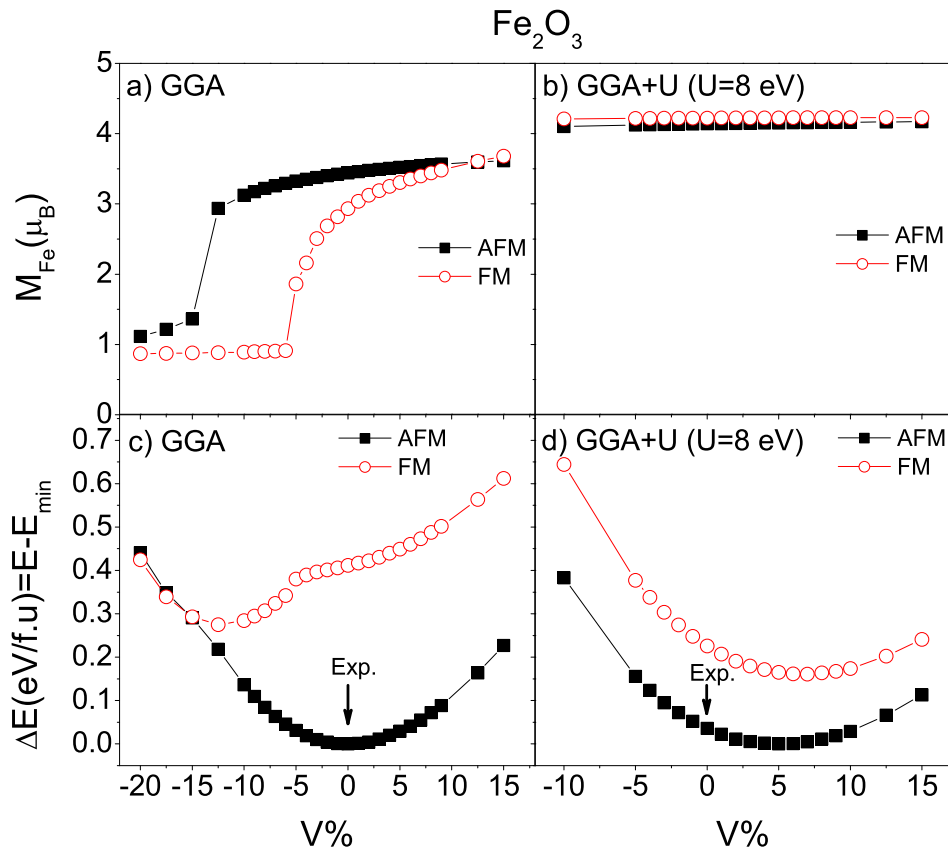 Fe₂O₃
a) GGA
b) GGA+U (U=8 eV)
5
4
3
2
1
0
M_Fe(μ_B)
AFM
FM
AFM
FM
c) GGA
AFM
FM
d) GGA+U (U=8 eV)
AFM
FM
0.7
0.6
0.5
0.4
0.3
0.2
0.1
0.0
ΔE(eV/f.u)=E-E_min
Exp.
Exp.
-20 -15 -10 -5 0 5 10 15
-10 -5 0 5 10 15
V%
V%